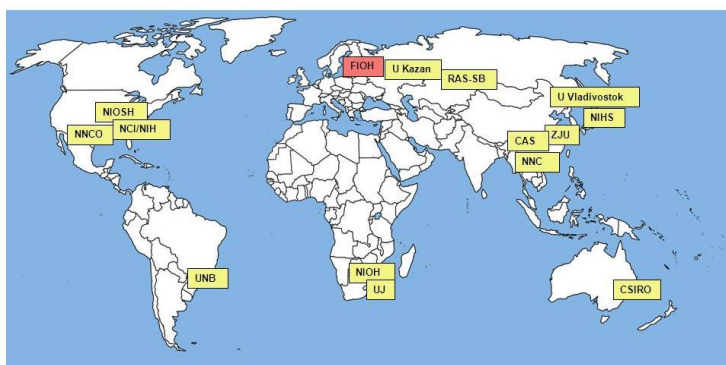 FIOH
U Kazan
RAS-SB
U Vladivostok
NIOSH
NIHS
NNCO
NCI/NIH
CAS
ZJU
NNC
UNB
NIOH
UJ
CSIRO